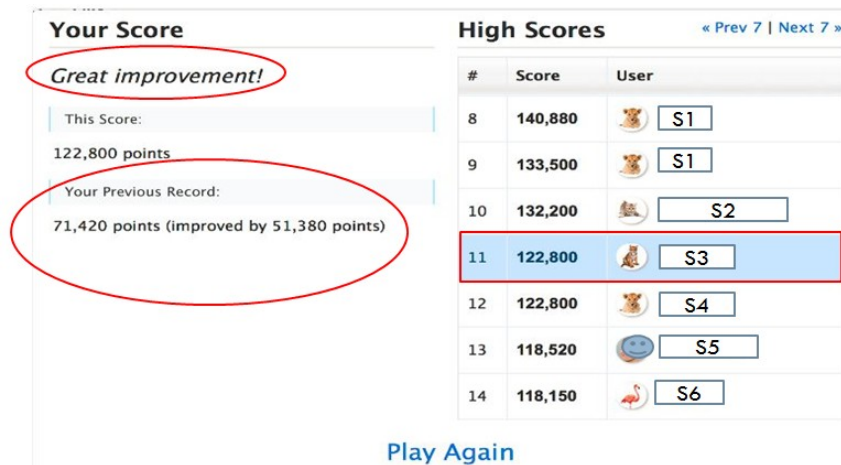 Your Score
Great improvement!
This Score:
122,800 points
Your Previous Record:
71,420 points (improved by 51,380 points)
High Scores « Prev 7 | Next 7 »
# Score User
8 140,880 S1
9 133,500 S1
10 132,200 S2
11 122,800 S3
12 122,800 S4
13 118,520 S5
14 118,150 S6
Play Again